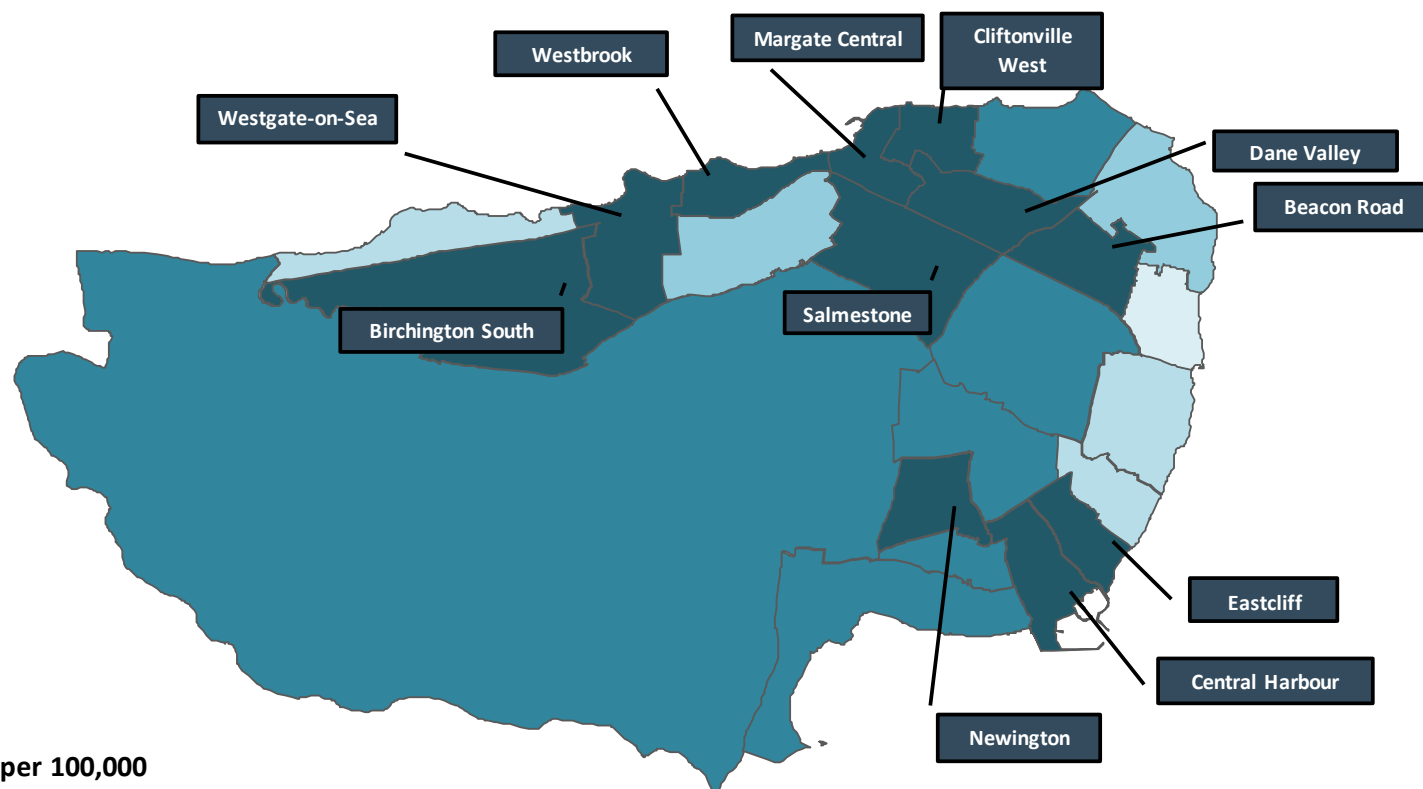 Margate Central
Cliftonville
West
Westbrook
Westgate-on-Sea
Dane Valley
Beacon Road
Salmestone
Birchington South
Eastcliff
Central Harbour
Newington
per 100,000